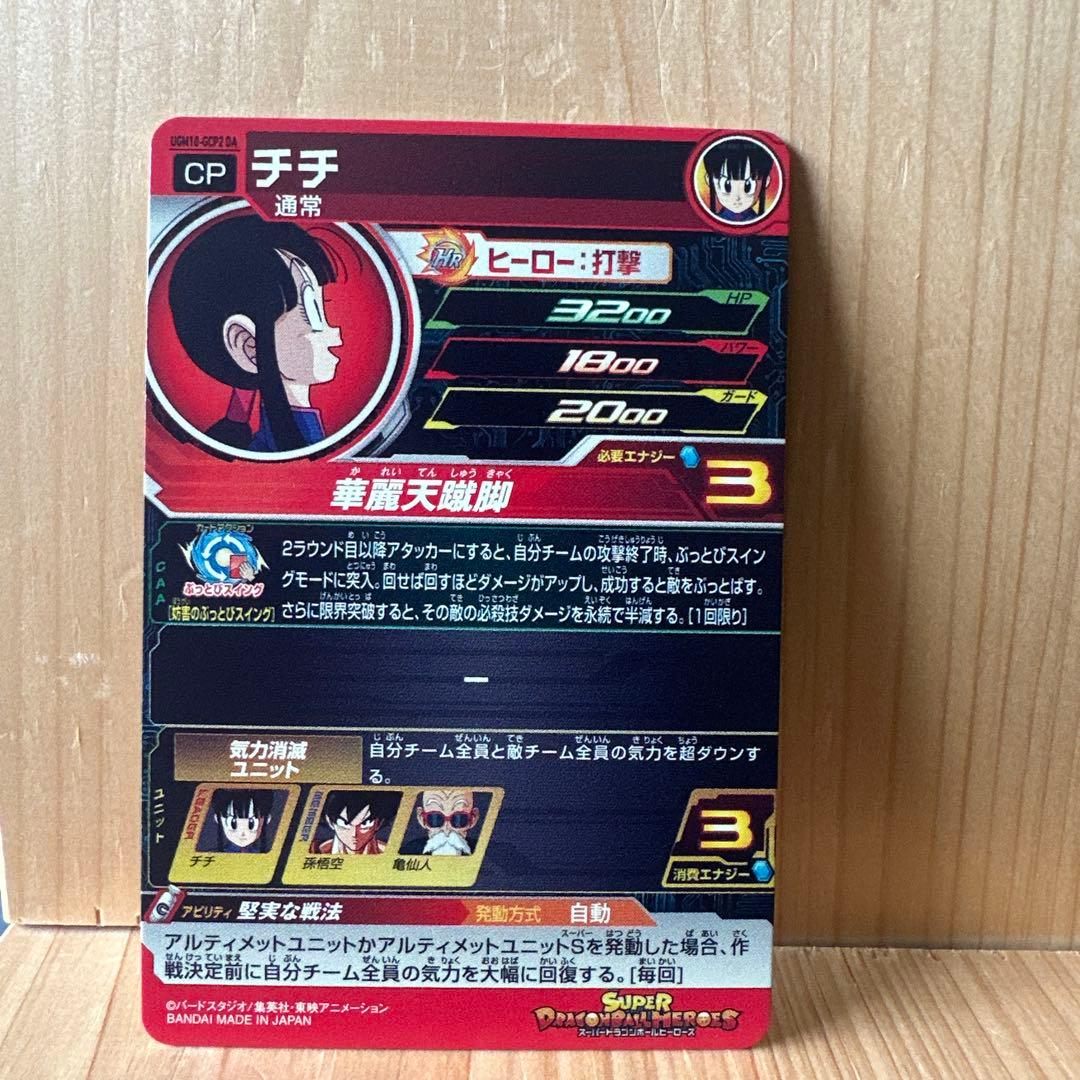 UGM10-GCP2 DA
CP
チチ
通常
HR ヒーロー:打撃
HP
3200
パワー
1800
ガード
2000
必要エナジー 3
か れい てん しゅう きゃく
華麗天蹴脚
CAA
カードアクション
ぶっとびスイング
[妨害のぶっとびスイング]
2ラウンド目以降アタッカーにすると、自分チームの攻撃終了時、ぶっとびスイン
グモードに突入。回せば回すほどダメージがアップし、成功すると敵をぶっとばす。
さらに限界突破すると、その敵の必殺技ダメージを永続で半減する。[1回限り]
ー
ユニット
気力消滅
ユニット
自分チーム全員と敵チーム全員の気力を超ダウンす
る。
LEADER
チチ
MEMBER
孫悟空
亀仙人
3
消費エナジー
アビリティ 堅実な戦法
発動方式 自動
アルティメットユニットかアルティメットユニットSを発動した場合、作
戦決定前に自分チーム全員の気力を大幅に回復する。[毎回]
©バードスタジオ/集英社・東映アニメーション
BANDAI MADE IN JAPAN
SUPER
DRAGONBALL HEROES
スーパードラゴンボールヒーローズ